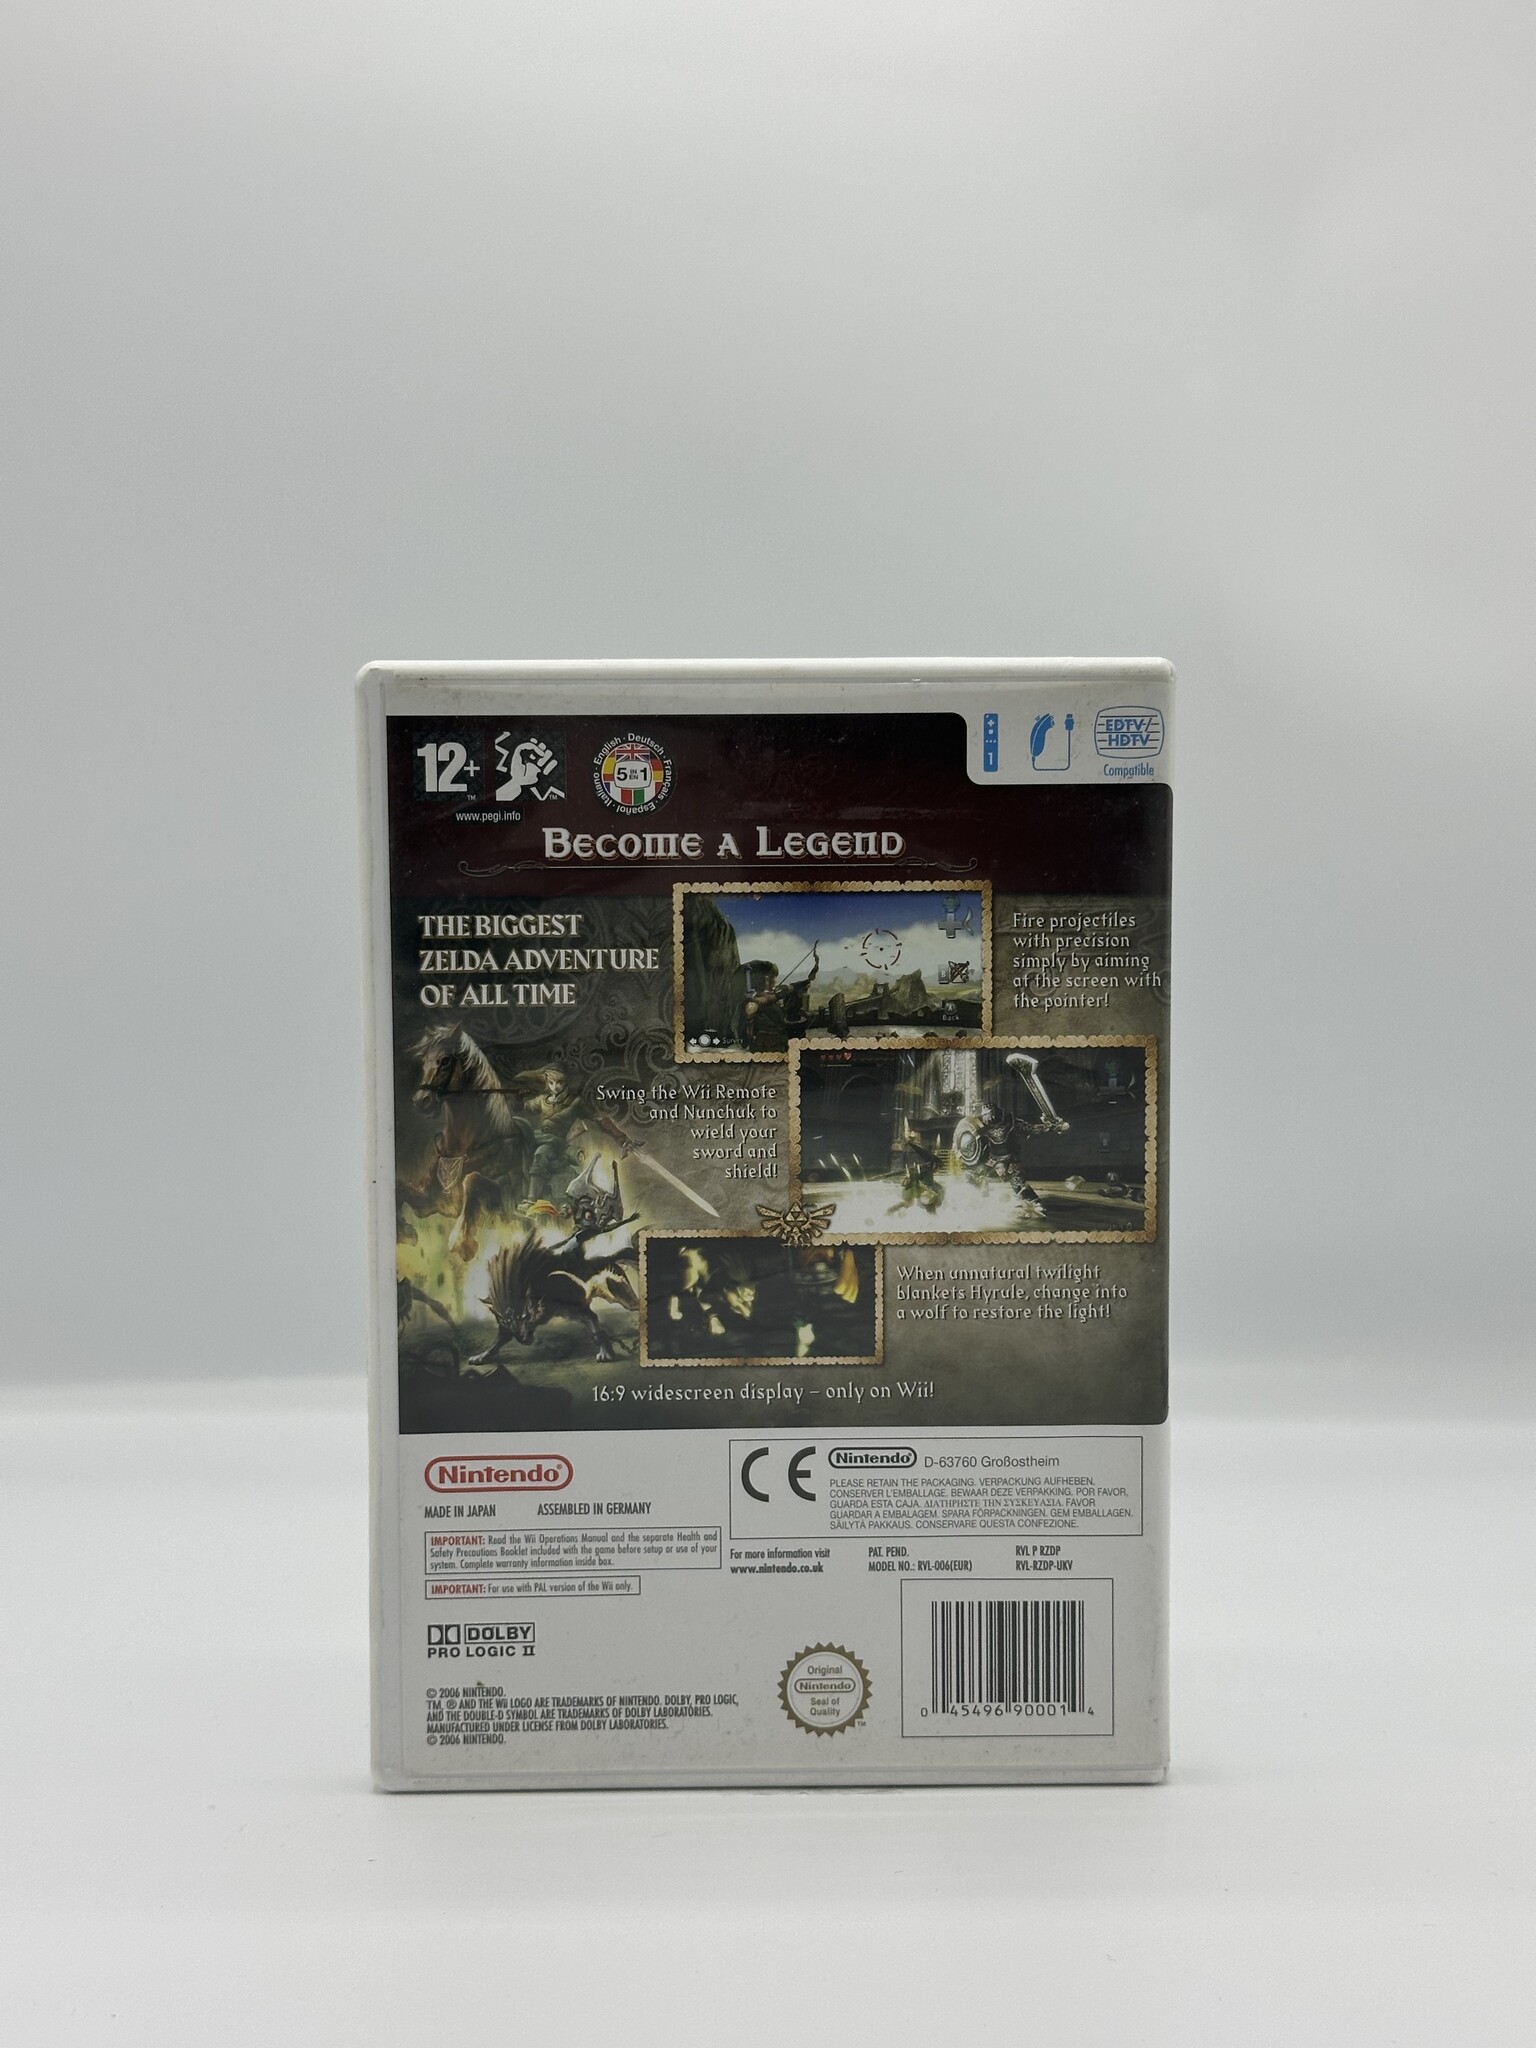 12+
TM
TM
www.pegi.info
English · Deutsch · Français · Español · Italiano
5 IN EN 1
1
EDTV/
HDTV
Compatible
Become a Legend
THE BIGGEST
ZELDA ADVENTURE
OF ALL TIME
Back
Fire projectiles
with precision
simply by aiming
at the screen with
the pointer!
Swing the Wii Remote
and Nunchuk to
wield your
sword and
shield!
When unnatural twilight
blankets Hyrule, change into
a wolf to restore the light!
16:9 widescreen display – only on Wii!
Nintendo®
MADE IN JAPAN ASSEMBLED IN GERMANY
IMPORTANT: Read the Wii Operations Manual and the separate Health and
Safety Precautions Booklet included with the game before setup or use of your
system. Complete warranty information inside box.
IMPORTANT: For use with PAL version of the Wii only.
CE Nintendo® D-63760 Großostheim
PLEASE RETAIN THE PACKAGING. VERPACKUNG AUFHEBEN.
CONSERVER L'EMBALLAGE. BEWAAR DEZE VERPAKKING. POR FAVOR,
GUARDA ESTA CAJA. ΔΙΑΤΗΡΗΣΤΕ ΤΗΝ ΣΥΣΚΕΥΑΣΙΑ. FAVOR
GUARDAR A EMBALAGEM. SPARA FÖRPACKNINGEN. GEM EMBALLAGEN.
SÄILYTÄ PAKKAUS. CONSERVARE QUESTA CONFEZIONE.
For more information visit
www.nintendo.co.uk
PAT. PEND.
MODEL NO.: RVL-006(EUR)
RVL P RZDP
RVL-RZDP-UKV
DOLBY
PRO LOGIC II
© 2006 NINTENDO.
TM, ® AND THE Wii LOGO ARE TRADEMARKS OF NINTENDO. DOLBY, PRO LOGIC,
AND THE DOUBLE-D SYMBOL ARE TRADEMARKS OF DOLBY LABORATORIES.
MANUFACTURED UNDER LICENSE FROM DOLBY LABORATORIES.
© 2006 NINTENDO.
Original
Nintendo
Seal of
Quality
TM
0 45496 90001 4